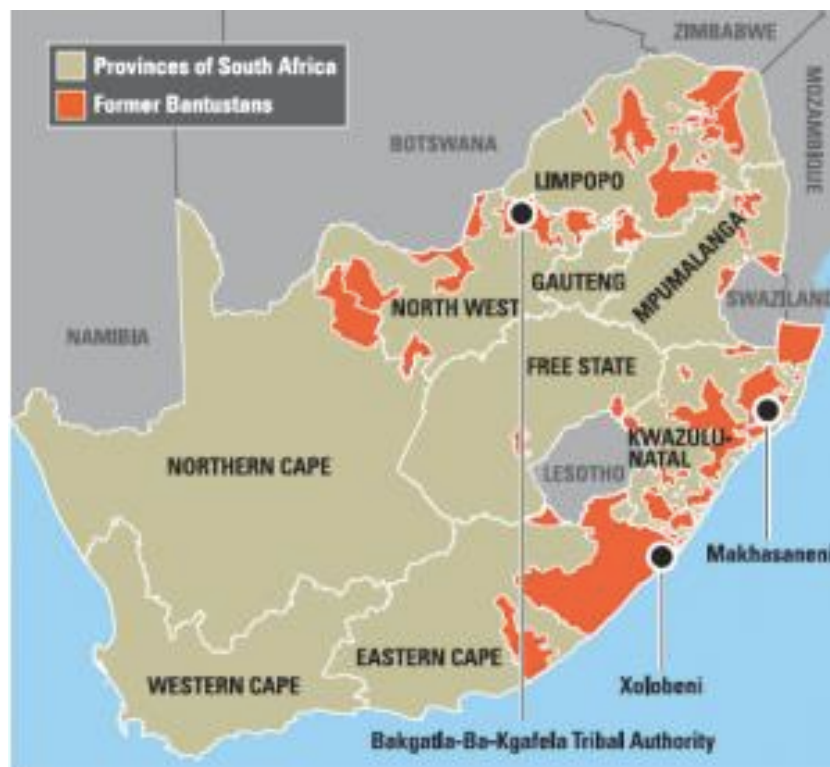 ZIMBABWE
Provinces of South Africa
Former Bantustans
MOZAMBIQUE
BOTSWANA
LIMPOPO
MPUMALANGA
GAUTENG
NORTH WEST
SWAZILAND
NAMIBIA
FREE STATE
KWAZULU-
NATAL
NORTHERN CAPE
LESOTHO
Makhasaneni
EASTERN CAPE
WESTERN CAPE
Xolobeni
Bakgatla-Ba-Kgafela Tribal Authority